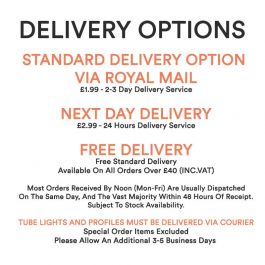 DELIVERY OPTIONS
STANDARD DELIVERY OPTION
VIA ROYAL MAIL
£1.99 - 2-3 Day Delivery Service
NEXT DAY DELIVERY
£2.99 - 24 Hours Delivery Service
FREE DELIVERY
Free Standard Delivery
Available On All Orders Over £40 (INC.VAT)
Most Orders Received By Noon (Mon-Fri) Are Usually Dispatched
On The Same Day, And The Vast Majority Within 48 Hours Of Receipt.
Subject To Stock Availability.
TUBE LIGHTS AND PROFILES MUST BE DELIVERED VIA COURIER
Special Order Items Excluded
Please Allow An Additional 3-5 Business Days